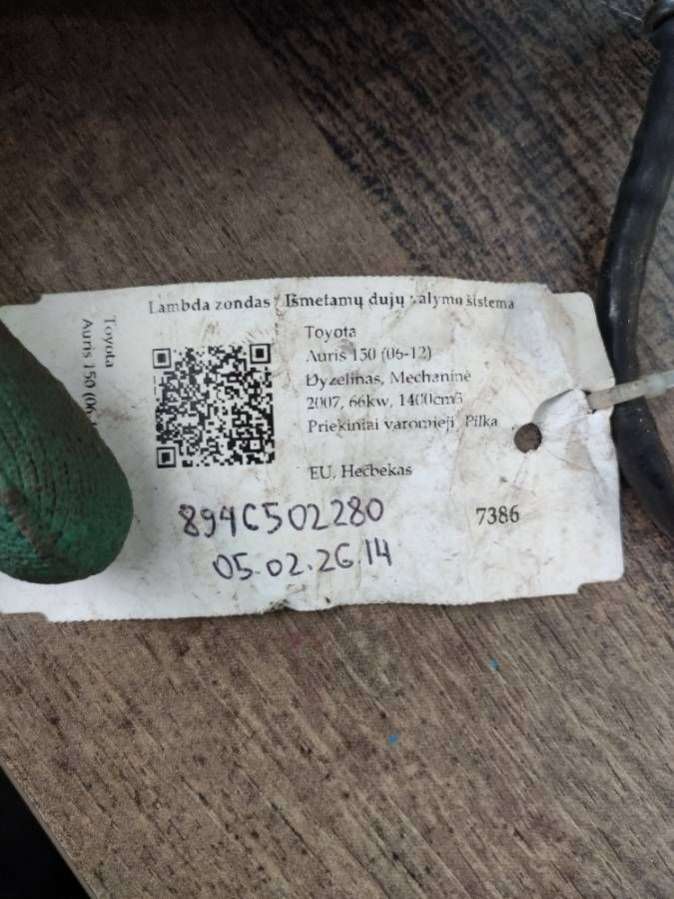 Lambda zondas / Išmetamų dujų valymo sistema
Toyota
Auris 150 (06-12)
Dyzelinas, Mechaninė
2007, 66kw, 1400cm3
Priekiniai varomieji, Pilka
EU, Hečbekas
894C502280
7386
05.02.26.14
Toyota
Auris 150 (06